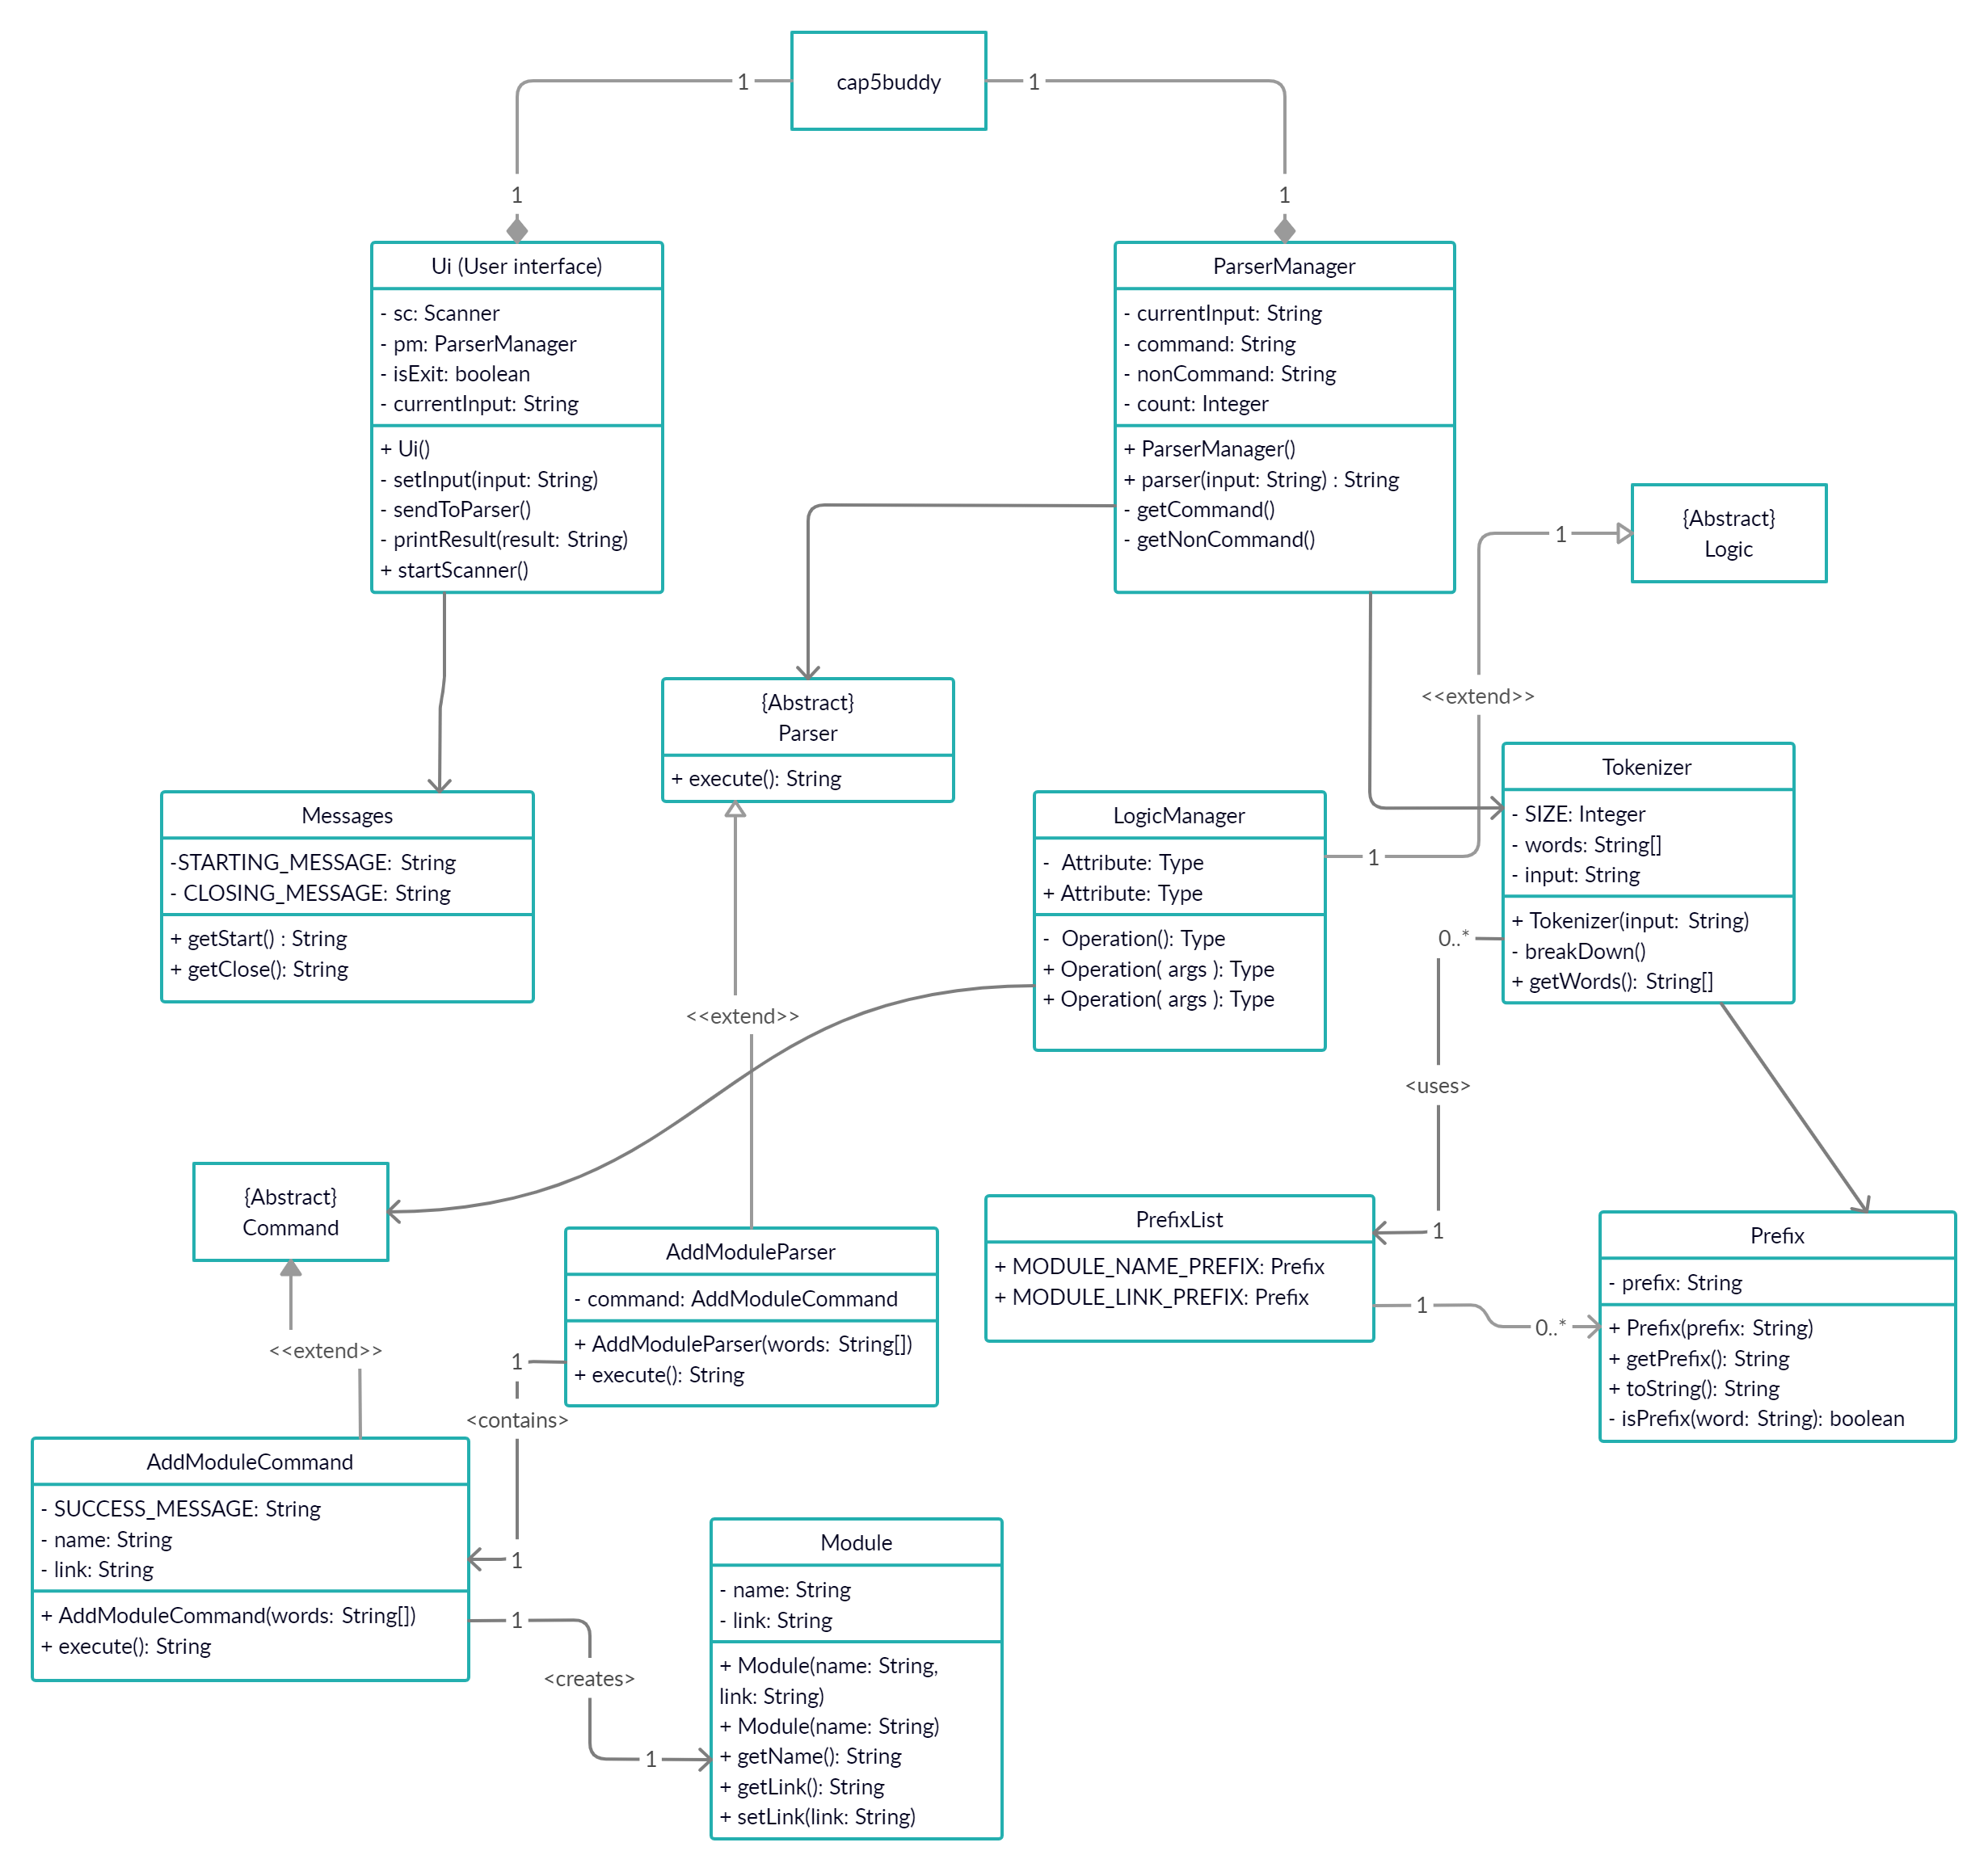 cap5buddy
1
1
1
1
Ui (User interface)
- sc: Scanner
- pm: ParserManager
- isExit: boolean
- currentInput: String
+ Ui()
- setInput(input: String)
- sendToParser()
- printResult(result: String)
+ startScanner()
ParserManager
- currentInput: String
- command: String
- nonCommand: String
- count: Integer
+ ParserManager()
+ parser(input: String) : String
- getCommand()
- getNonCommand()
{Abstract}
Logic
1
<<extend>>
1
{Abstract}
Parser
+ execute(): String
Messages
-STARTING_MESSAGE: String
- CLOSING_MESSAGE: String
+ getStart() : String
+ getClose(): String
LogicManager
- Attribute: Type
+ Attribute: Type
- Operation(): Type
+ Operation( args ): Type
+ Operation( args ): Type
Tokenizer
- SIZE: Integer
- words: String[]
- input: String
+ Tokenizer(input: String)
- breakDown()
+ getWords(): String[]
0..*
<uses>
1
<<extend>>
{Abstract}
Command
AddModuleParser
- command: AddModuleCommand
+ AddModuleParser(words: String[])
+ execute(): String
PrefixList
+ MODULE_NAME_PREFIX: Prefix
+ MODULE_LINK_PREFIX: Prefix
1
0..*
Prefix
- prefix: String
+ Prefix(prefix: String)
+ getPrefix(): String
+ toString(): String
- isPrefix(word: String): boolean
<<extend>>
1
<contains>
1
AddModuleCommand
- SUCCESS_MESSAGE: String
- name: String
- link: String
+ AddModuleCommand(words: String[])
+ execute(): String
1
<creates>
1
Module
- name: String
- link: String
+ Module(name: String,
link: String)
+ Module(name: String)
+ getName(): String
+ getLink(): String
+ setLink(link: String)